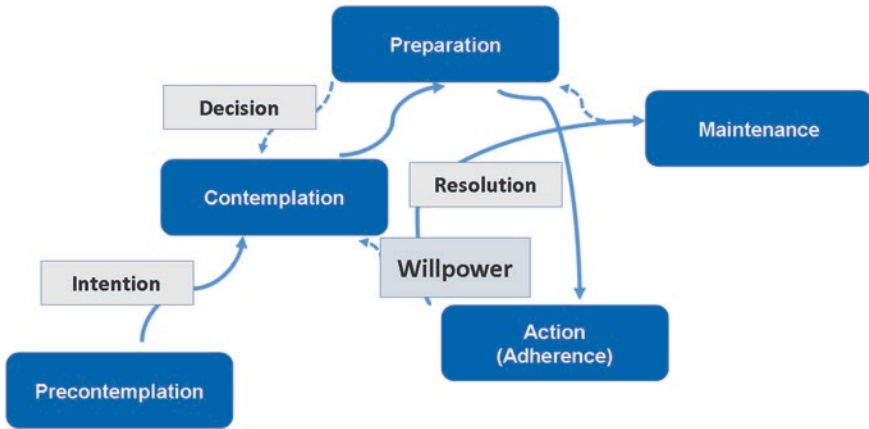 Preparation
Decision
Maintenance
Contemplation
Resolution
Willpower
Intention
Action
(Adherence)
Precontemplation